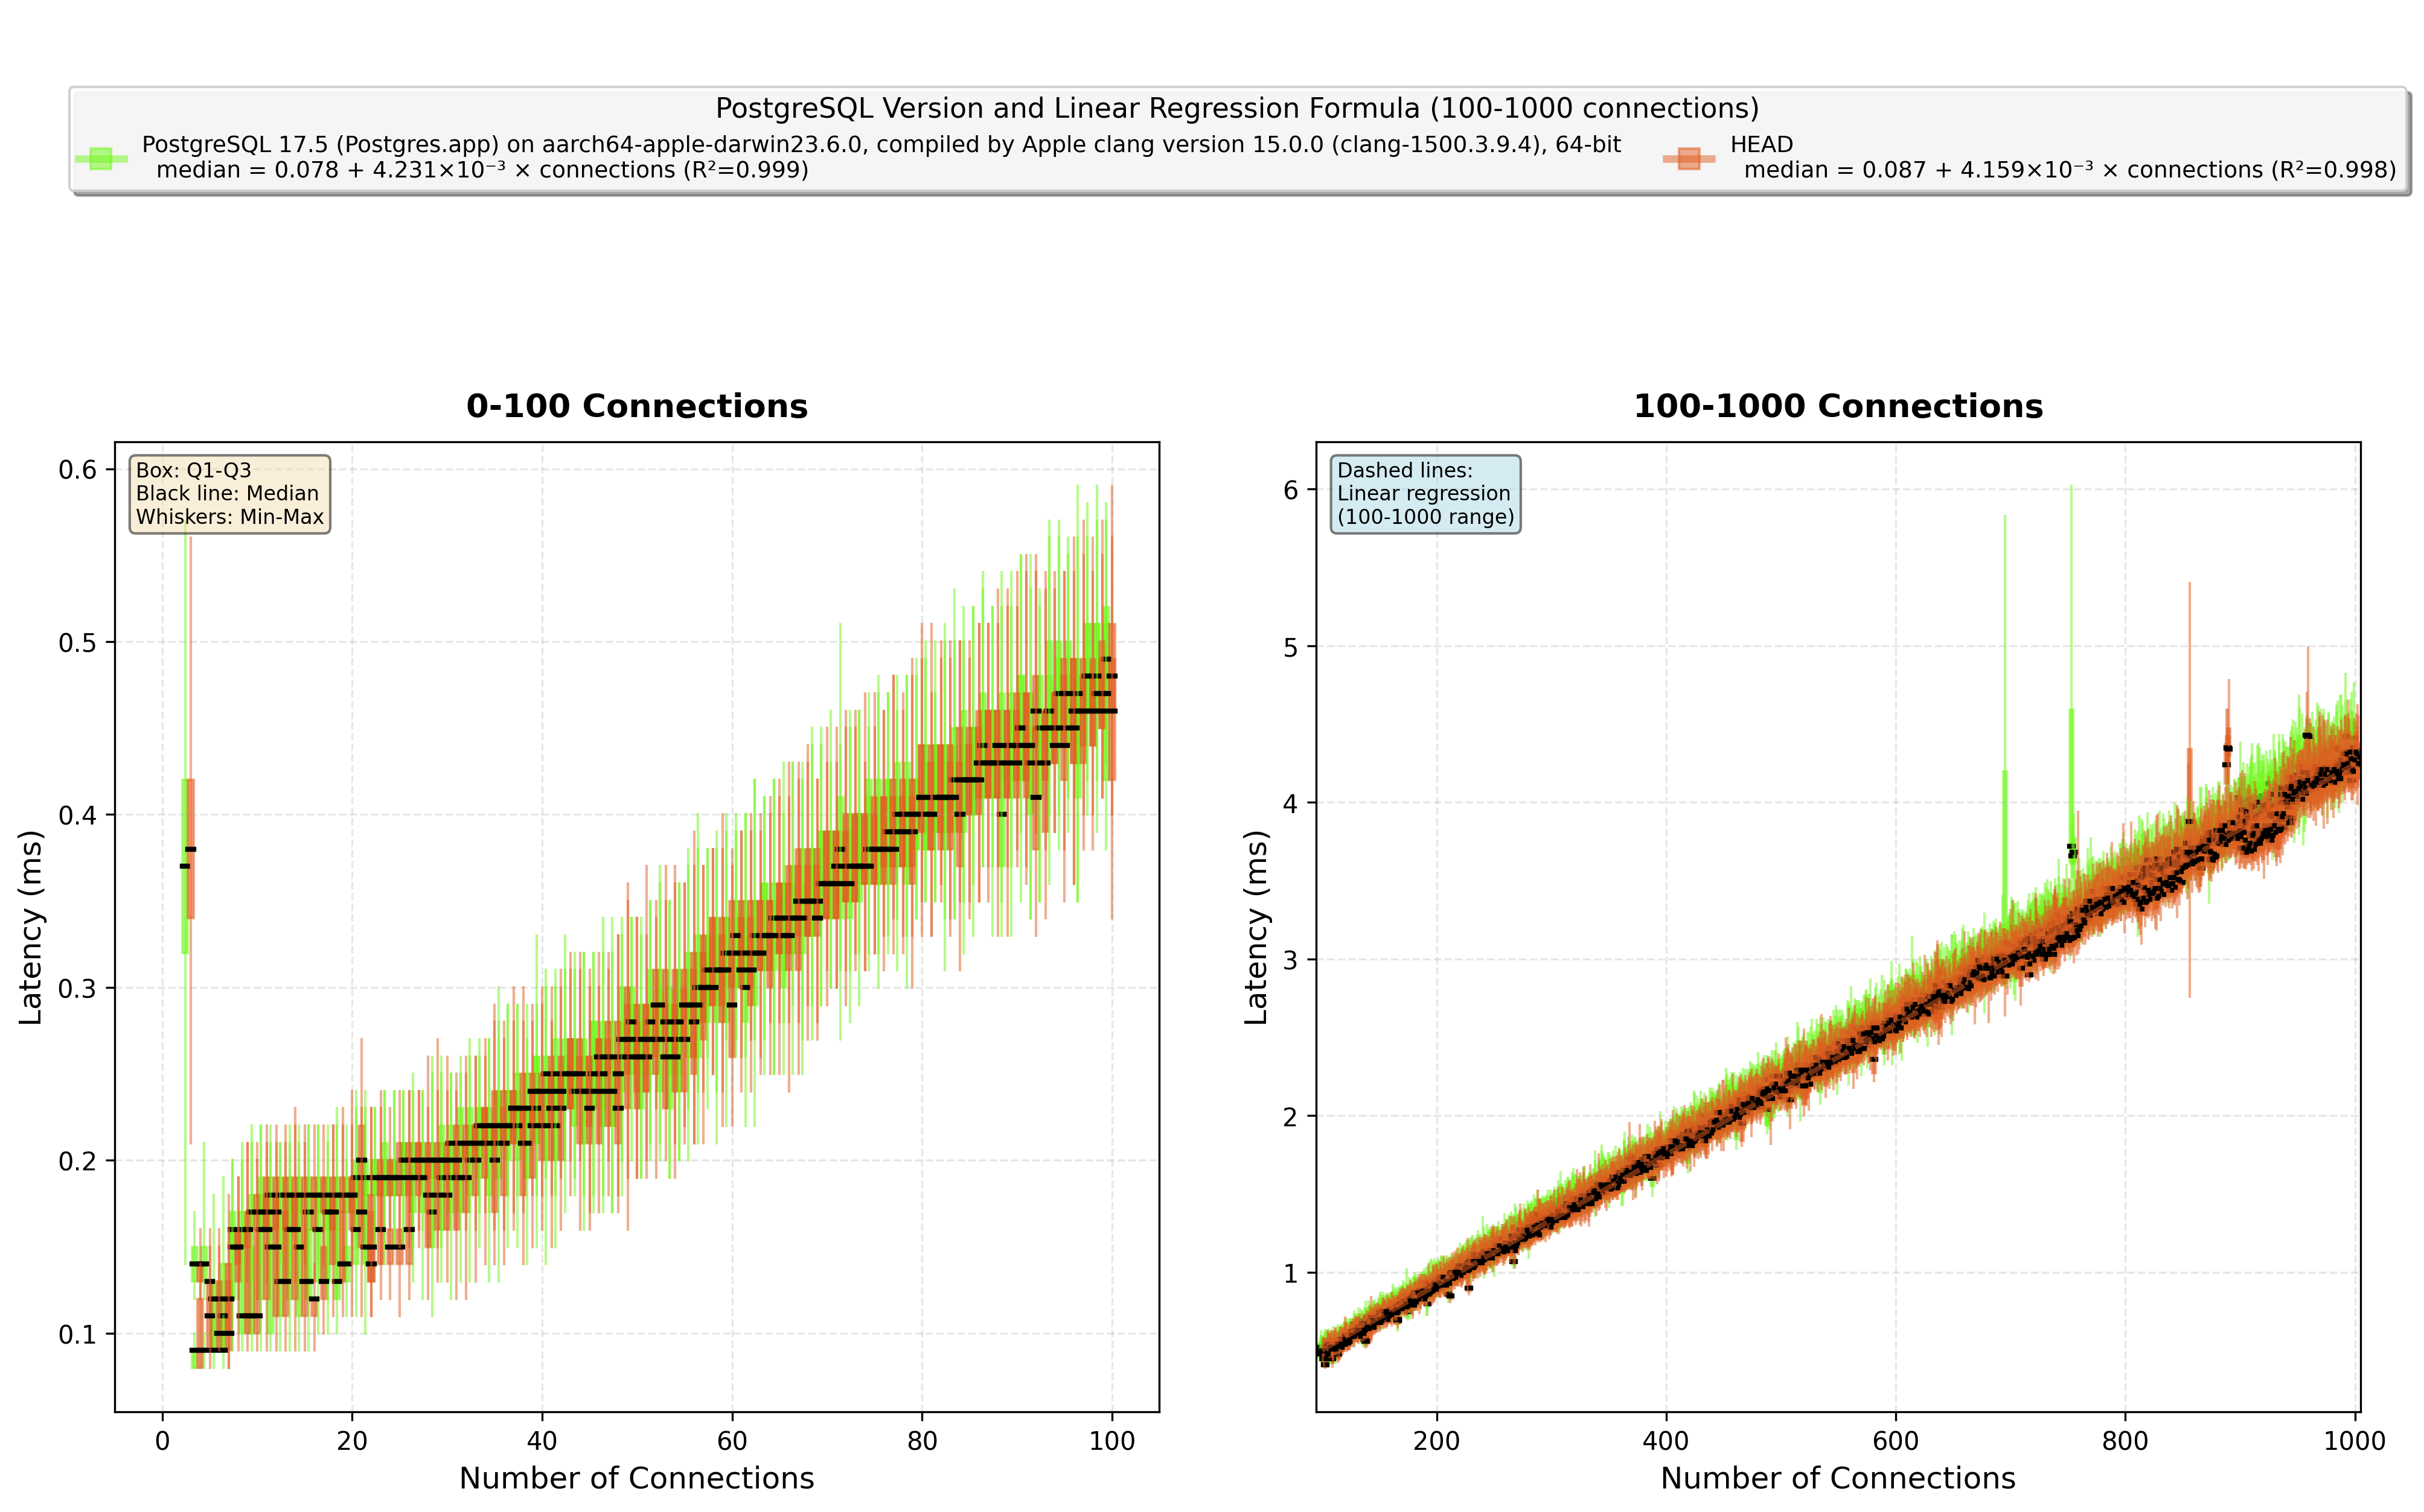 PostgreSQL Version and Linear Regression Formula (100-1000 connections)
PostgreSQL 17.5 (Postgres.app) on aarch64-apple-darwin23.6.0, compiled by Apple clang version 15.0.0 (clang-1500.3.9.4), 64-bit
median = 0.078 + 4.231×10⁻³ × connections (R²=0.999)
HEAD
median = 0.087 + 4.159×10⁻³ × connections (R²=0.998)
0-100 Connections
Box: Q1-Q3
Black line: Median
Whiskers: Min-Max
Latency (ms)
0.6
0.5
0.4
0.3
0.2
0.1
0
20
40
60
80
100
Number of Connections
100-1000 Connections
Dashed lines:
Linear regression
(100-1000 range)
Latency (ms)
6
5
4
3
2
1
200
400
600
800
1000
Number of Connections